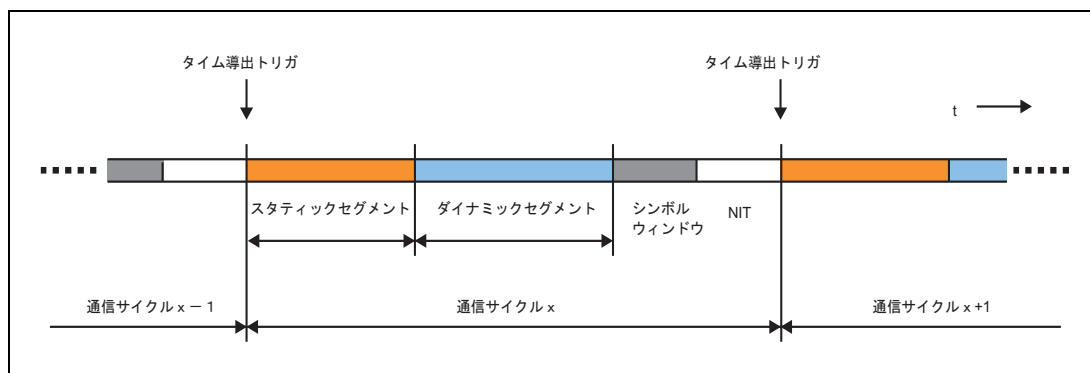 タイム導出トリガ
タイム導出トリガ
t
スタティックセグメント
ダイナミックセグメント
シンボル
ウィンドウ
NIT
通信サイクル x − 1
通信サイクル x
通信サイクル x +1